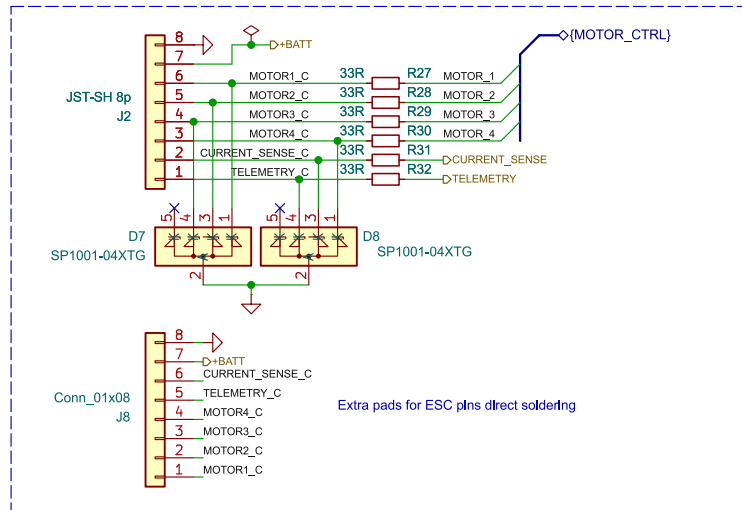 8
7
+BATT
{MOTOR_CTRL}
6
MOTOR1_C
33R
R27
MOTOR_1
JST-SH 8p
5
MOTOR2_C
33R
R28
MOTOR_2
J2
4
MOTOR3_C
33R
R29
MOTOR_3
3
MOTOR4_C
33R
R30
MOTOR_4
2
CURRENT_SENSE_C
33R
R31
CURRENT_SENSE
1
TELEMETRY_C
33R
R32
TELEMETRY
5
4
3
1
5
4
3
1
D7
SP1001-04XTG
D8
SP1001-04XTG
2
2
8
7
+BATT
6
CURRENT_SENSE_C
Conn_01x08
5
TELEMETRY_C
J8
4
MOTOR4_C
3
MOTOR3_C
2
MOTOR2_C
1
MOTOR1_C
Extra pads for ESC pins direct soldering